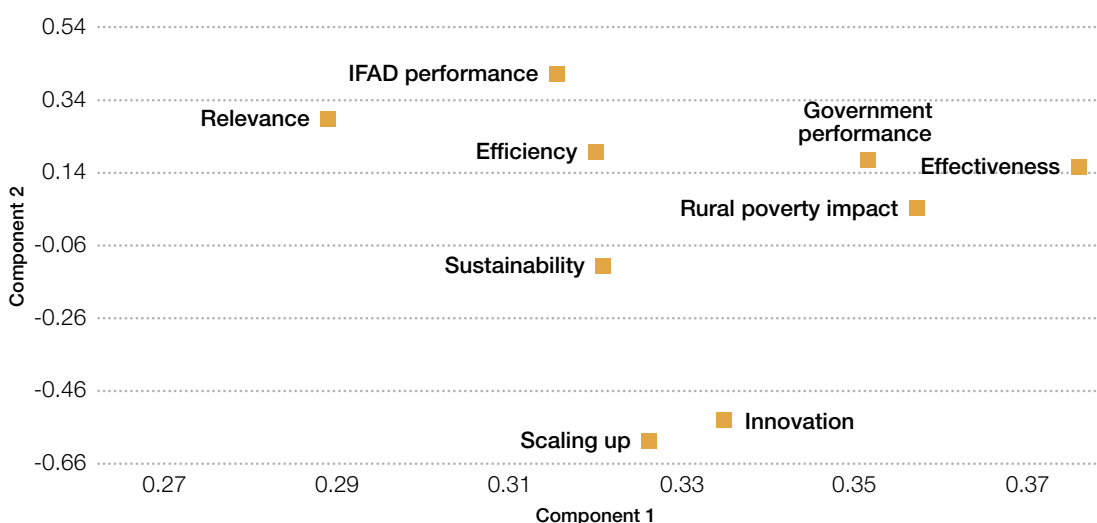 0.54
IFAD performance
0.34
Government
performance
Relevance
Efficiency
Effectiveness
0.14
Rural poverty impact
-0.06
Sustainability
Component 2
-0.26
-0.46
Innovation
Scaling up
-0.66
0.27 0.29 0.31 0.33 0.35 0.37
Component 1